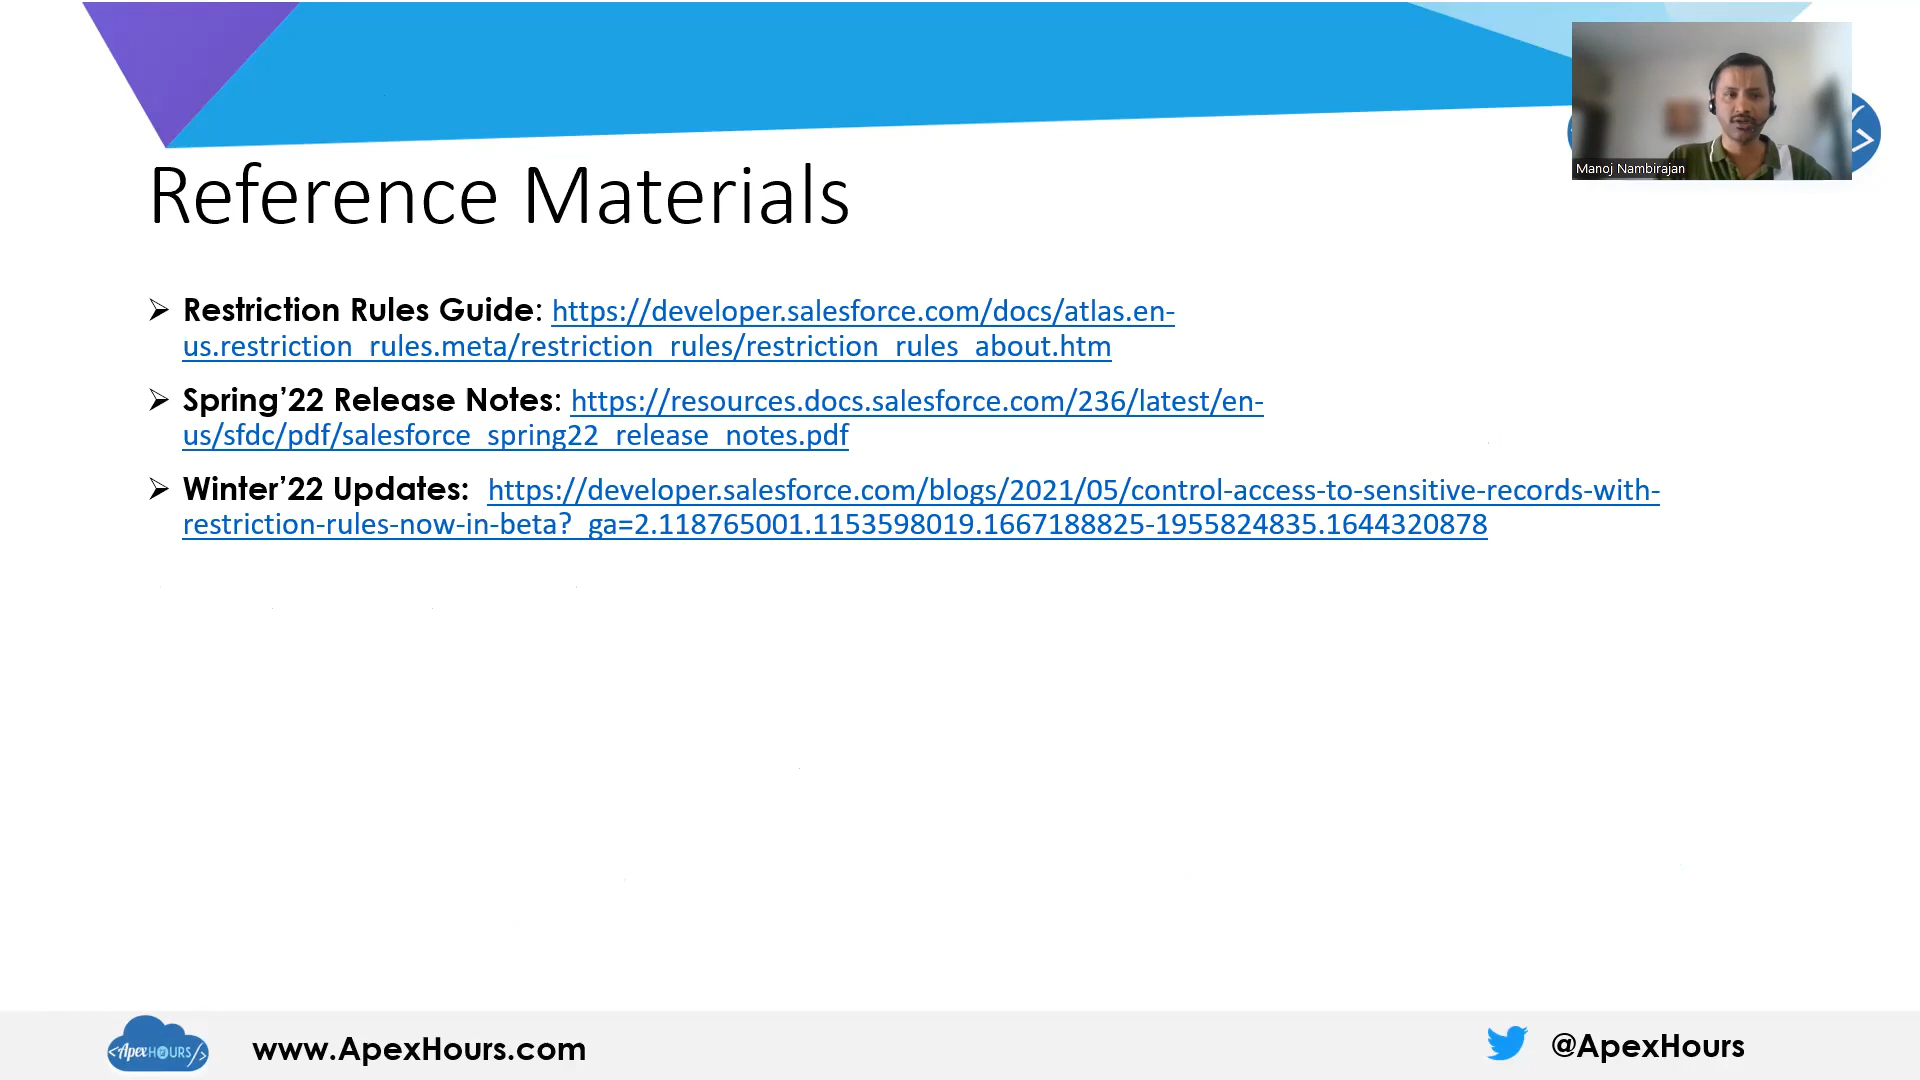 Manoj Nambirajan
Reference Materials
➢ Restriction Rules Guide: https://developer.salesforce.com/docs/atlas.en-
us.restriction_rules.meta/restriction_rules/restriction_rules_about.htm
➢ Spring’22 Release Notes: https://resources.docs.salesforce.com/236/latest/en-
us/sfdc/pdf/salesforce_spring22_release_notes.pdf
➢ Winter’22 Updates: https://developer.salesforce.com/blogs/2021/05/control-access-to-sensitive-records-with-
restriction-rules-now-in-beta?_ga=2.118765001.1153598019.1667188825-1955824835.1644320878
<ApexHOURS/>
www.ApexHours.com
@ApexHours